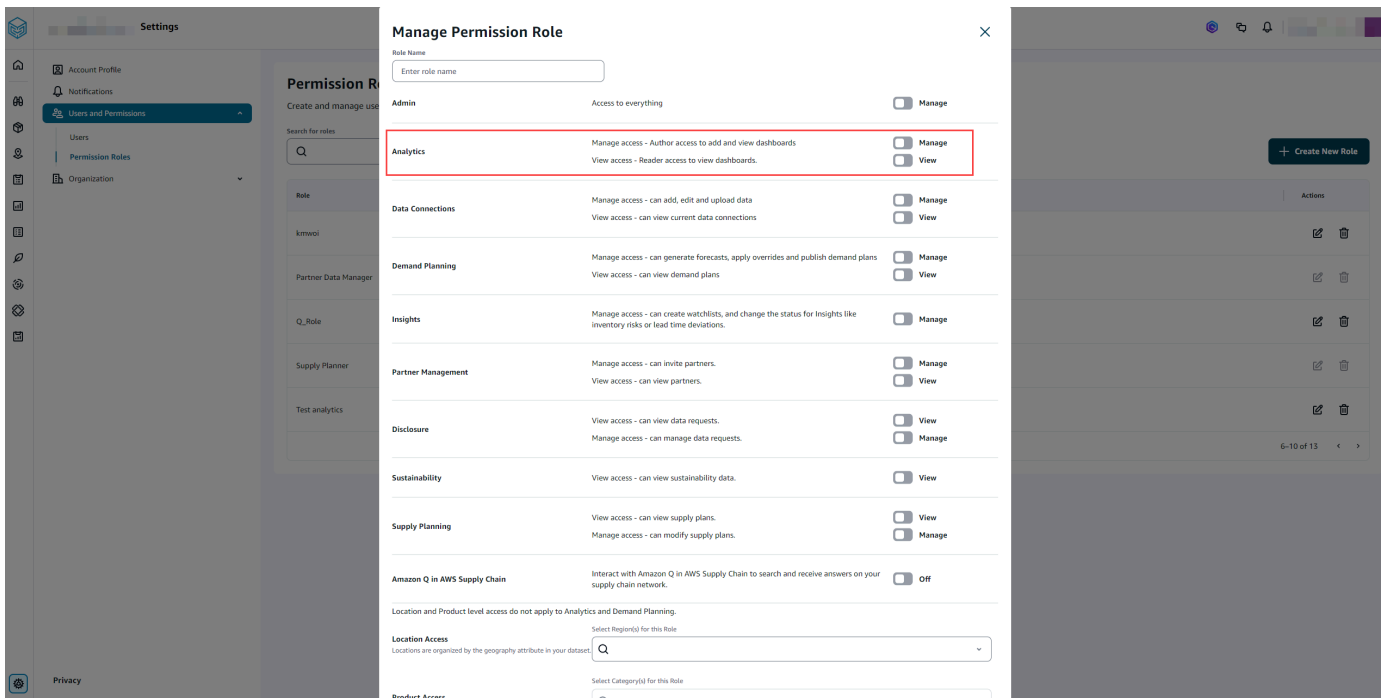 Settings
Account Profile
Notifications
Users and Permissions
Users
Permission Roles
Organization
Privacy
Permission R
Create and manage use
Search for roles
Create New Role
Role
Actions
kmwoi
Partner Data Manager
Q_Role
Supply Planner
Test analytics
6-10 of 13
Manage Permission Role
Role Name
Enter role name
Admin
Access to everything
Manage
Analytics
Manage access - Author access to add and view dashboards
Manage
View access - Reader access to view dashboards.
View
Data Connections
Manage access - can add, edit and upload data
Manage
View access - can view current data connections
View
Demand Planning
Manage access - can generate forecasts, apply overrides and publish demand plans
Manage
View access - can view demand plans
View
Insights
Manage access - can create watchlists, and change the status for Insights like
inventory risks or lead time deviations.
Manage
Partner Management
Manage access - can invite partners.
Manage
View access - can view partners.
View
Disclosure
View access - can view data requests.
View
Manage access - can manage data requests.
Manage
Sustainability
View access - can view sustainability data.
View
Supply Planning
View access - can view supply plans.
View
Manage access - can modify supply plans.
Manage
Amazon Q in AWS Supply Chain
Interact with Amazon Q in AWS Supply Chain to search and receive answers on your
supply chain network.
Off
Location and Product level access do not apply to Analytics and Demand Planning.
Location Access
Locations are organized by the geography attribute in your dataset.
Select Region(s) for this Role
Product Access
Select Category(s) for this Role